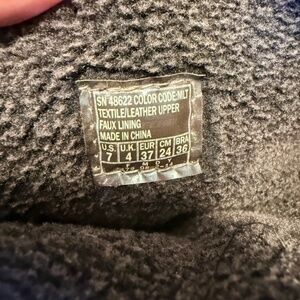 SN 48622 COLOR CODE-MLT
TEXTILE/LEATHER UPPER
FAUX LINING
MADE IN CHINA
U.S. U.K. EUR CM BRA
7 4 37 24 36